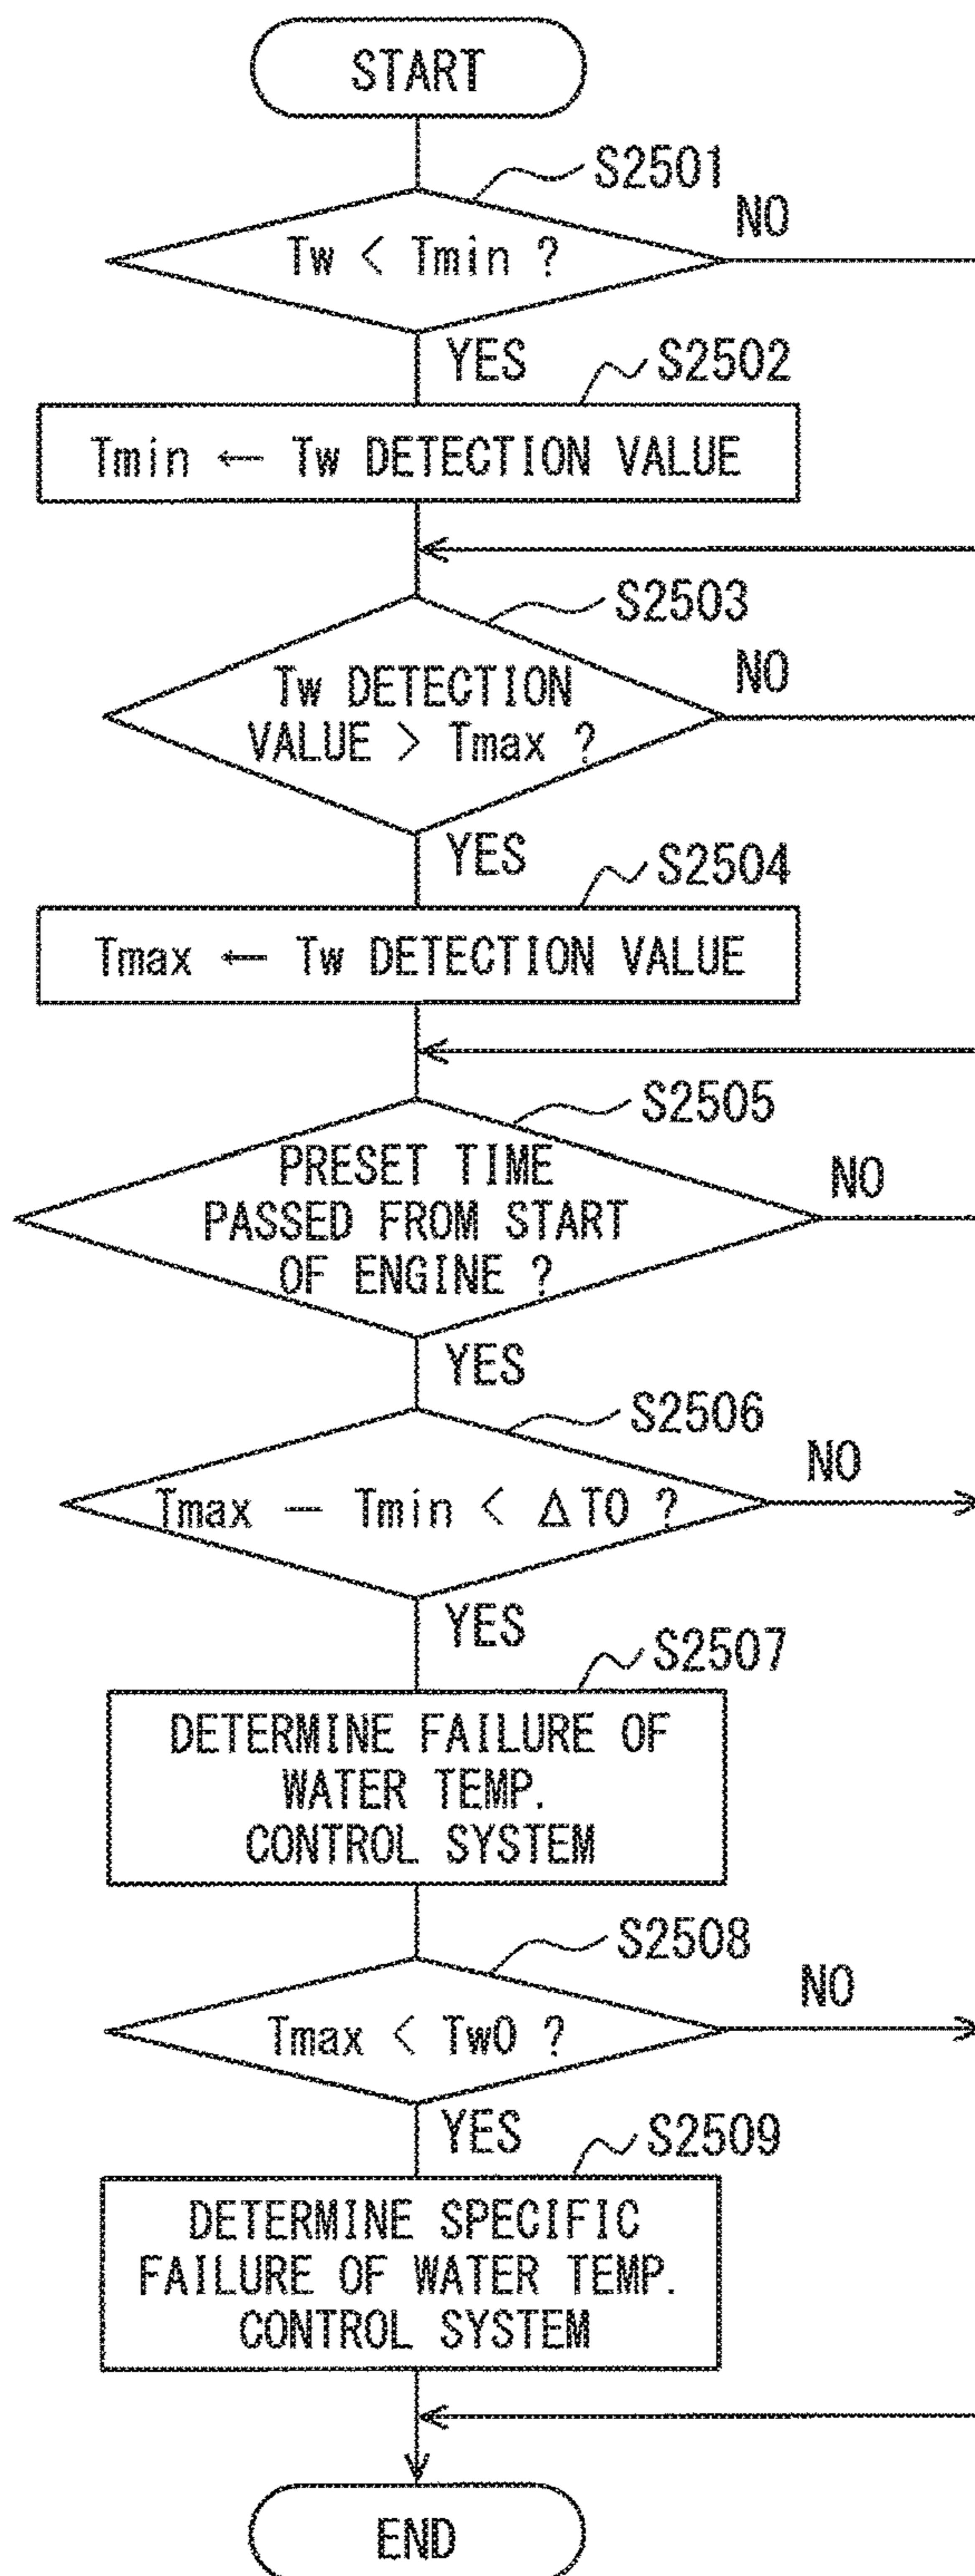 START
S2501
Tw < Tmin ?
NO
YES
S2502
Tmin ← Tw DETECTION VALUE
S2503
Tw DETECTION
VALUE > Tmax ?
NO
YES
S2504
Tmax ← Tw DETECTION VALUE
S2505
PRESET TIME
PASSED FROM START
OF ENGINE ?
NO
YES
S2506
Tmax − Tmin < ΔT0 ?
NO
YES
S2507
DETERMINE FAILURE OF
WATER TEMP.
CONTROL SYSTEM
S2508
Tmax < Tw0 ?
NO
YES
S2509
DETERMINE SPECIFIC
FAILURE OF WATER TEMP.
CONTROL SYSTEM
END